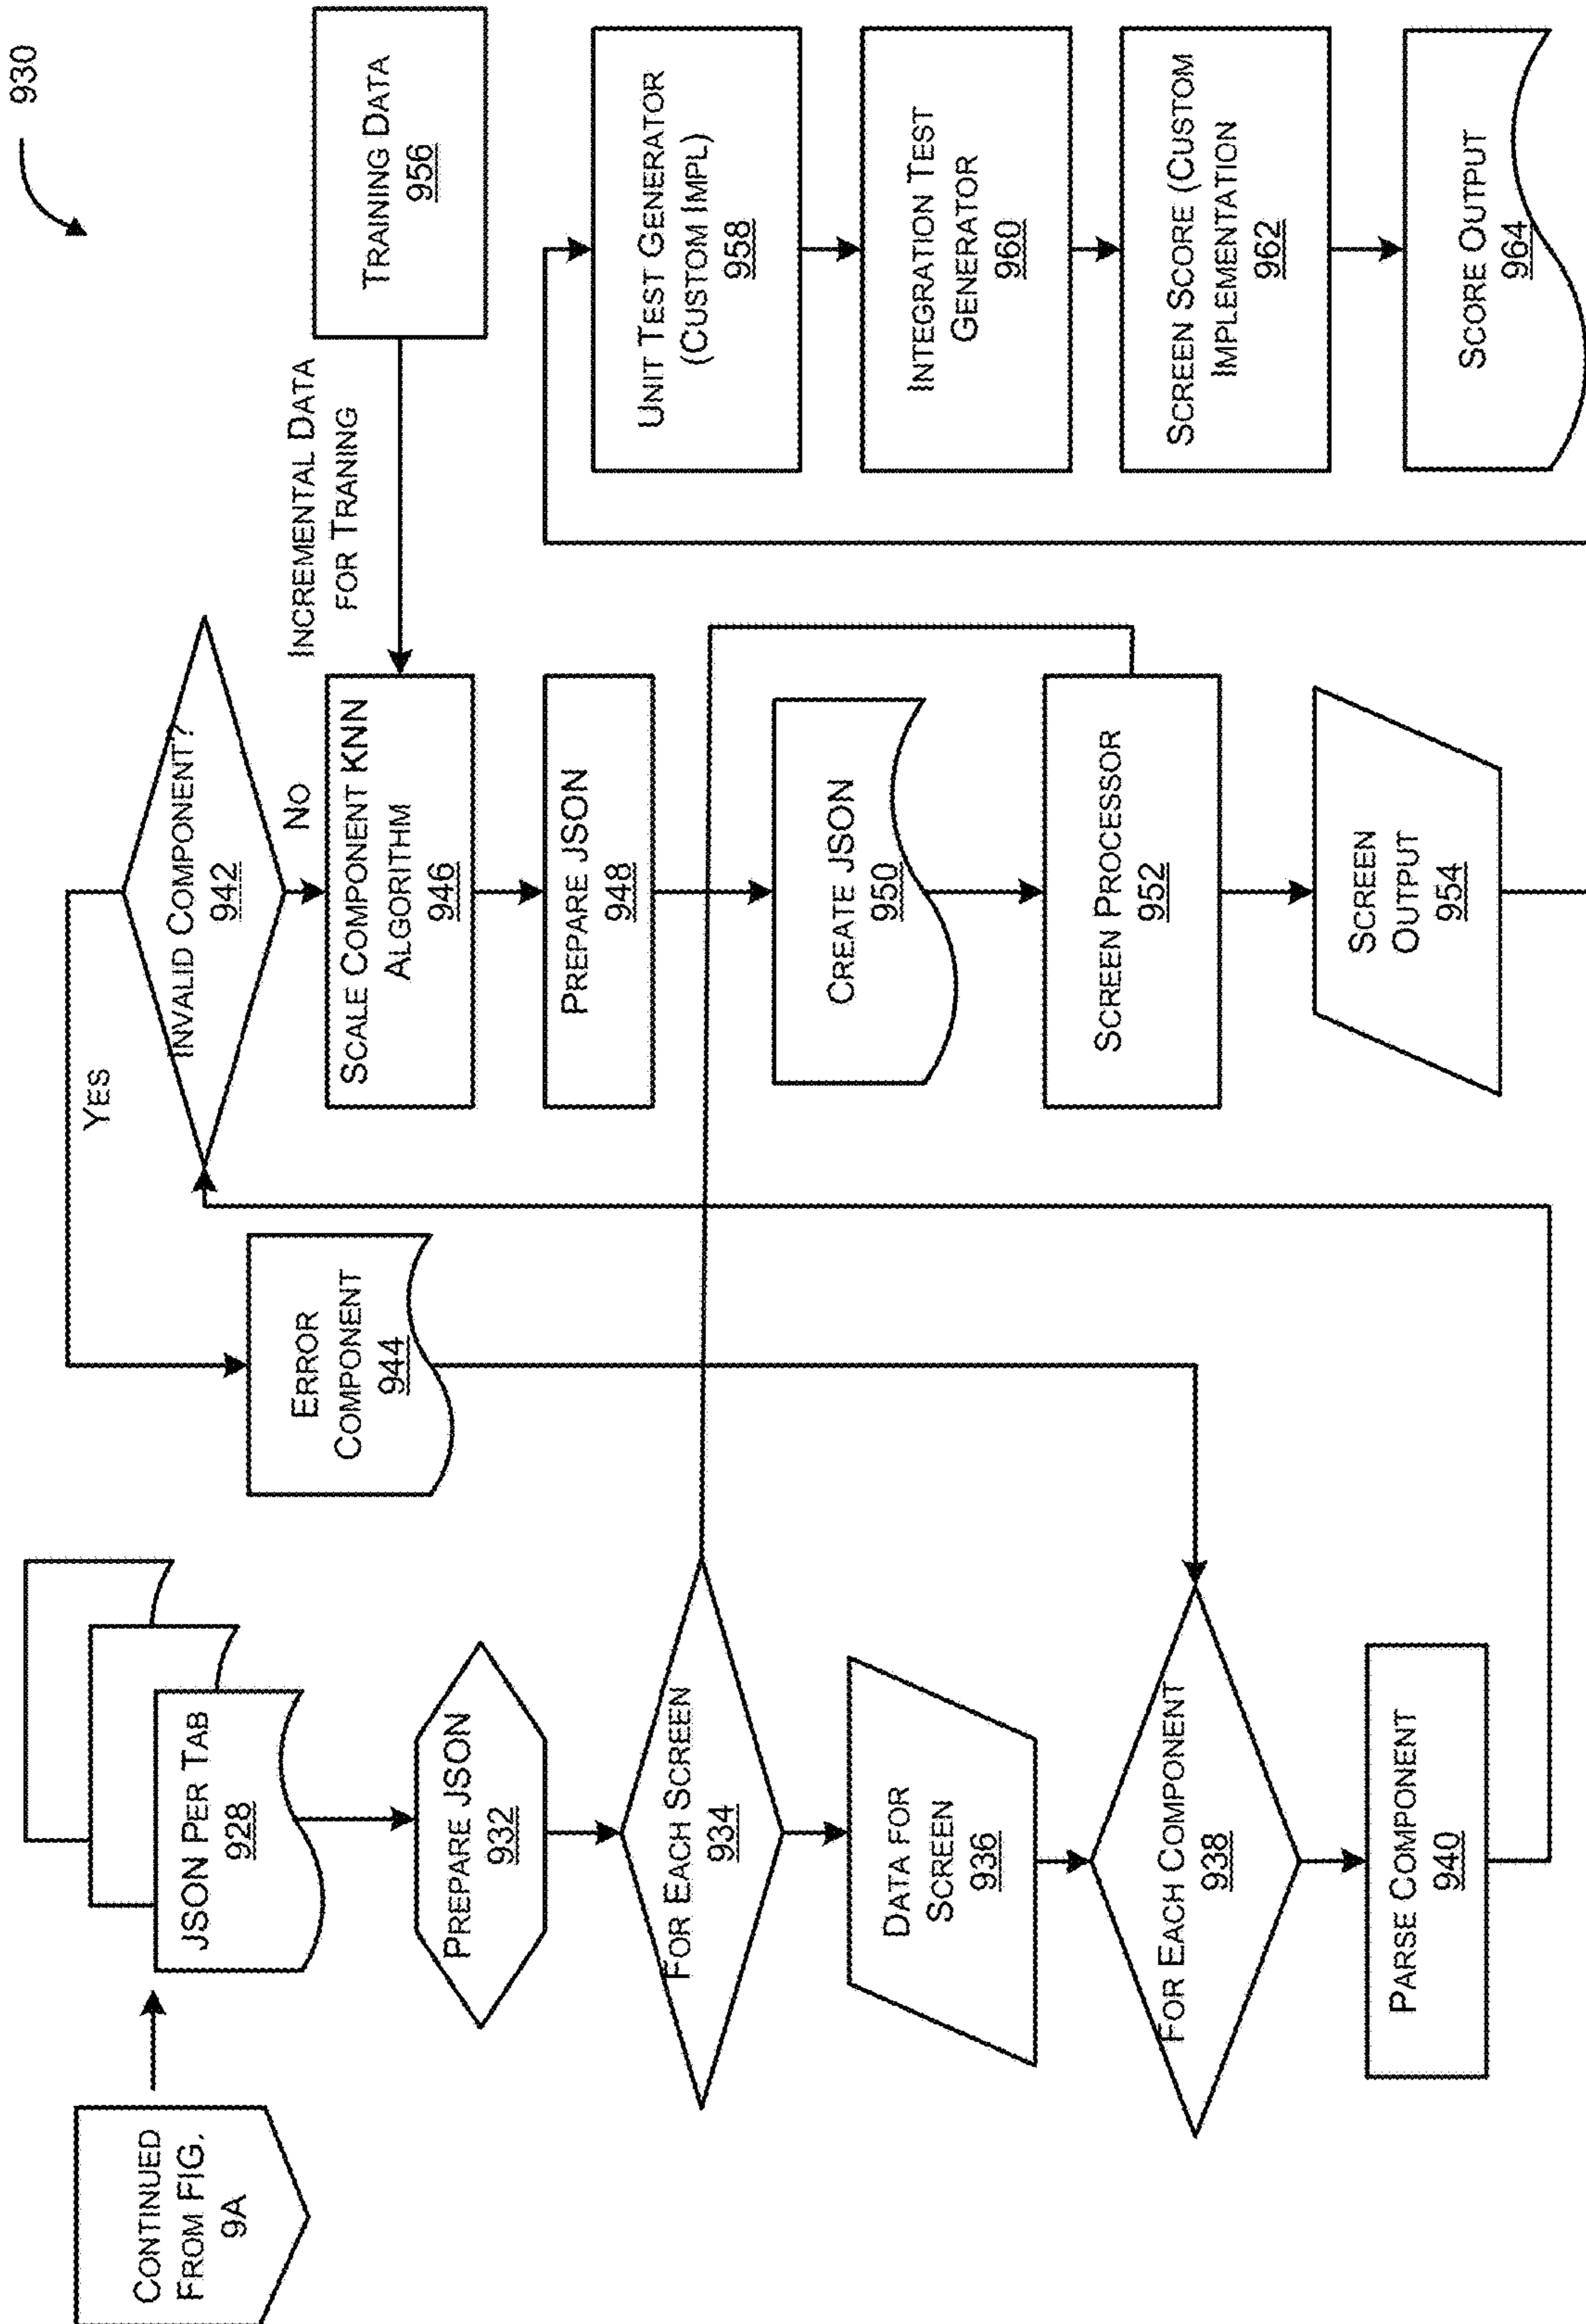 930
CONTINUED
FROM FIG.
9A
JSON PER TAB
928
PREPARE JSON
932
FOR EACH SCREEN
934
DATA FOR
SCREEN
936
FOR EACH COMPONENT
938
PARSE COMPONENT
940
YES
ERROR
COMPONENT
944
INVALID COMPONENT?
942
NO
SCALE COMPONENT KNN
ALGORITHM
946
PREPARE JSON
948
CREATE JSON
950
SCREEN PROCESSOR
952
SCREEN
OUTPUT
954
INCREMENTAL DATA
FOR TRANING
TRAINING DATA
956
UNIT TEST GENERATOR
(CUSTOM IMPL)
958
INTEGRATION TEST
GENERATOR
960
SCREEN SCORE (CUSTOM
IMPLEMENTATION
962
SCORE OUTPUT
964